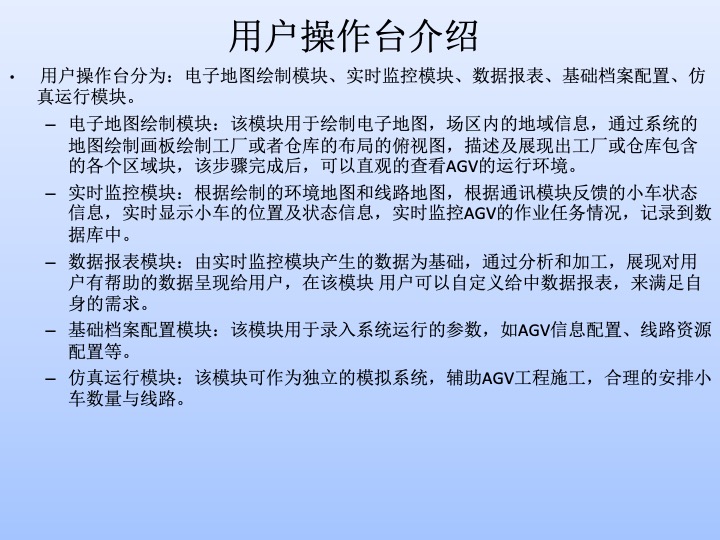 用户操作台介绍
• 用户操作台分为：电子地图绘制模块、实时监控模块、数据报表、基础档案配置、仿
真运行模块。
– 电子地图绘制模块：该模块用于绘制电子地图，场区内的地域信息，通过系统的
地图绘制画板绘制工厂或者仓库的布局的俯视图，描述及展现出工厂或仓库包含
的各个区域块，该步骤完成后，可以直观的查看AGV的运行环境。
– 实时监控模块：根据绘制的环境地图和线路地图，根据通讯模块反馈的小车状态
信息，实时显示小车的位置及状态信息，实时监控AGV的作业任务情况，记录到数
据库中。
– 数据报表模块：由实时监控模块产生的数据为基础，通过分析和加工，展现对用
户有帮助的数据呈现给用户，在该模块 用户可以自定义给中数据报表，来满足自
身的需求。
– 基础档案配置模块：该模块用于录入系统运行的参数，如AGV信息配置、线路资源
配置等。
– 仿真运行模块：该模块可作为独立的模拟系统，辅助AGV工程施工，合理的安排小
车数量与线路。